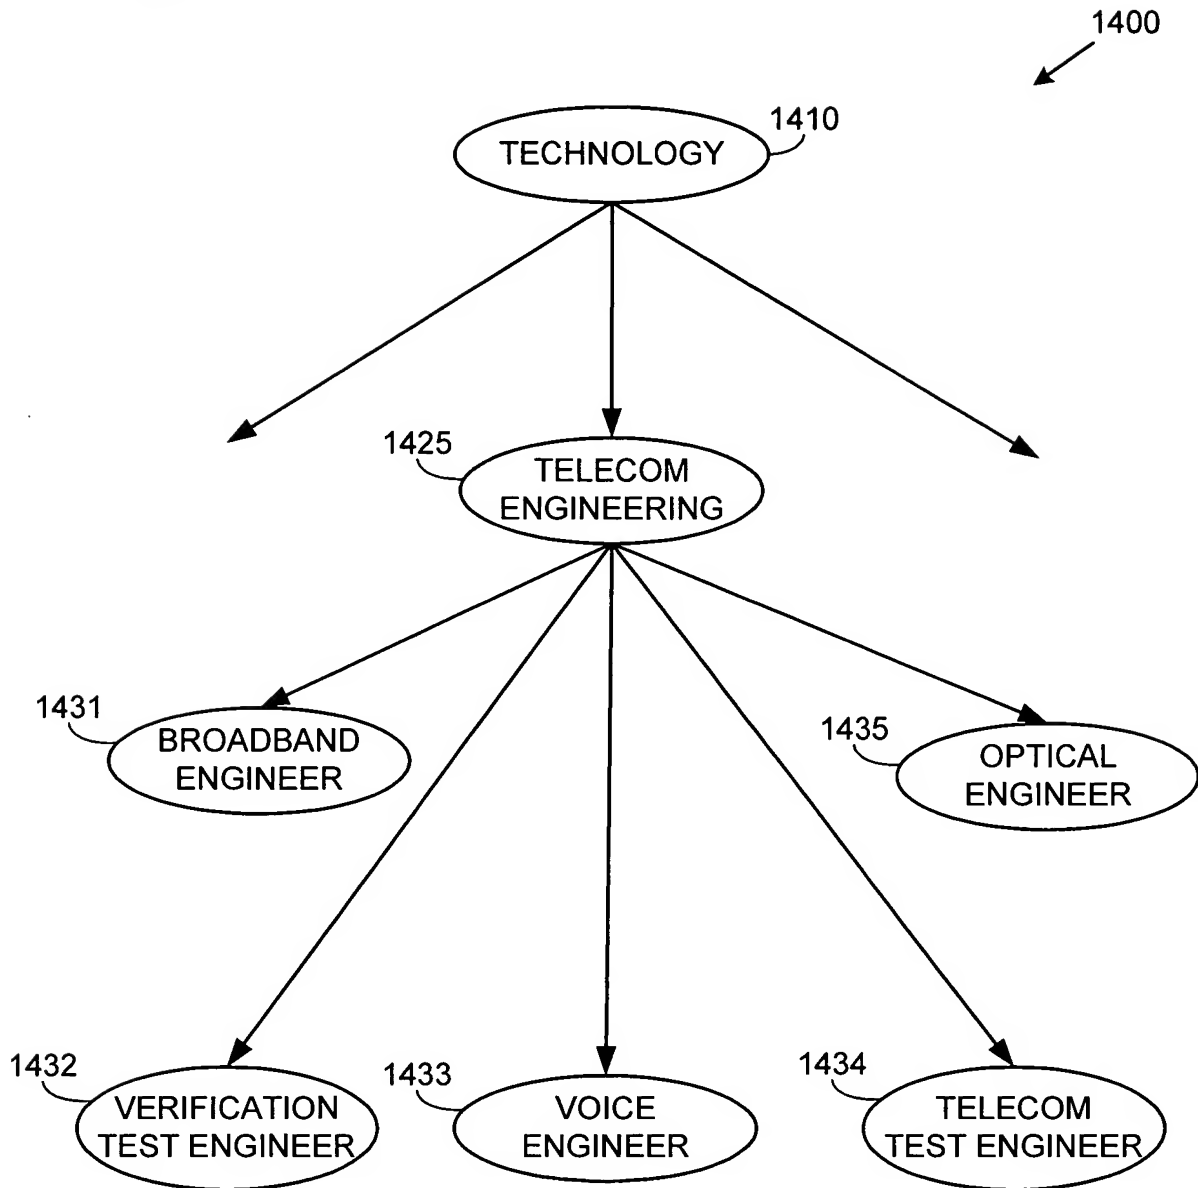 1400
1410
TECHNOLOGY
1425
TELECOM
ENGINEERING
1431
BROADBAND
ENGINEER
1435
OPTICAL
ENGINEER
1432
VERIFICATION
TEST ENGINEER
1433
VOICE
ENGINEER
1434
TELECOM
TEST ENGINEER